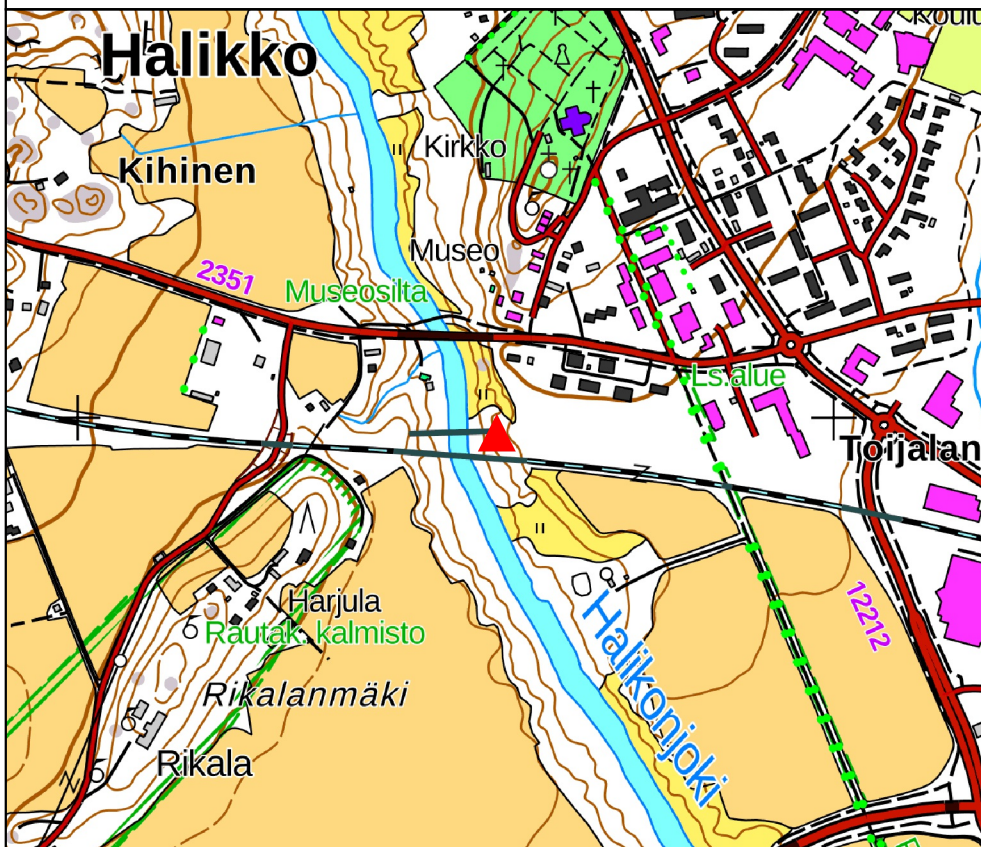 Halikko
Kihinen
Kirkko
Museo
2351
Museosilta
Ls.alue
Toijalan
Harjula
Rautak. kalmisto
Rikalanmäki
Rikala
Halikonjoki
12212